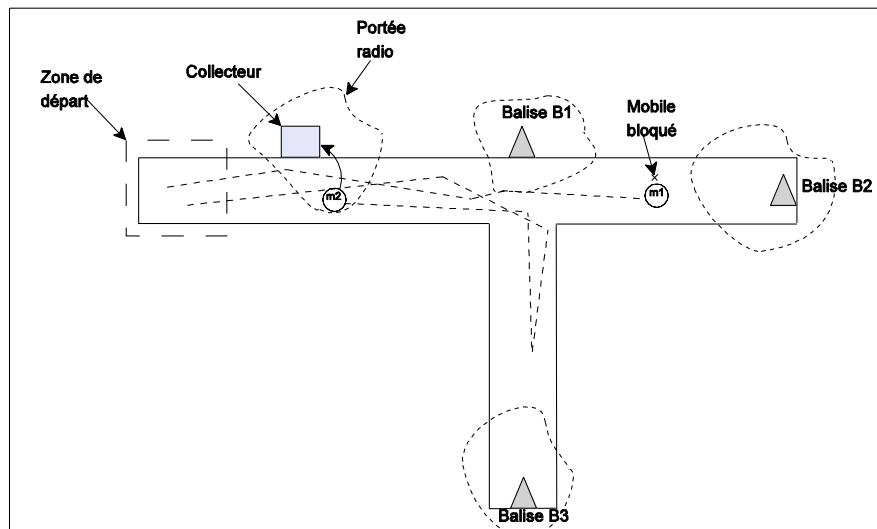 Portée
radio
Collecteur
Zone de
départ
Balise B1
Mobile
bloqué
m2
m1
Balise B2
Balise B3